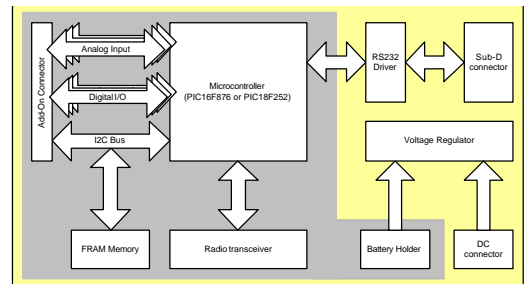 Add-On Connector
Analog Input
Digital I/O
I2C Bus
Microcontroller
(PIC16F876 or PIC18F252)
RS232
Driver
Sub-D
connector
Voltage Regulator
FRAM Memory
Radio transceiver
Battery Holder
DC
connector